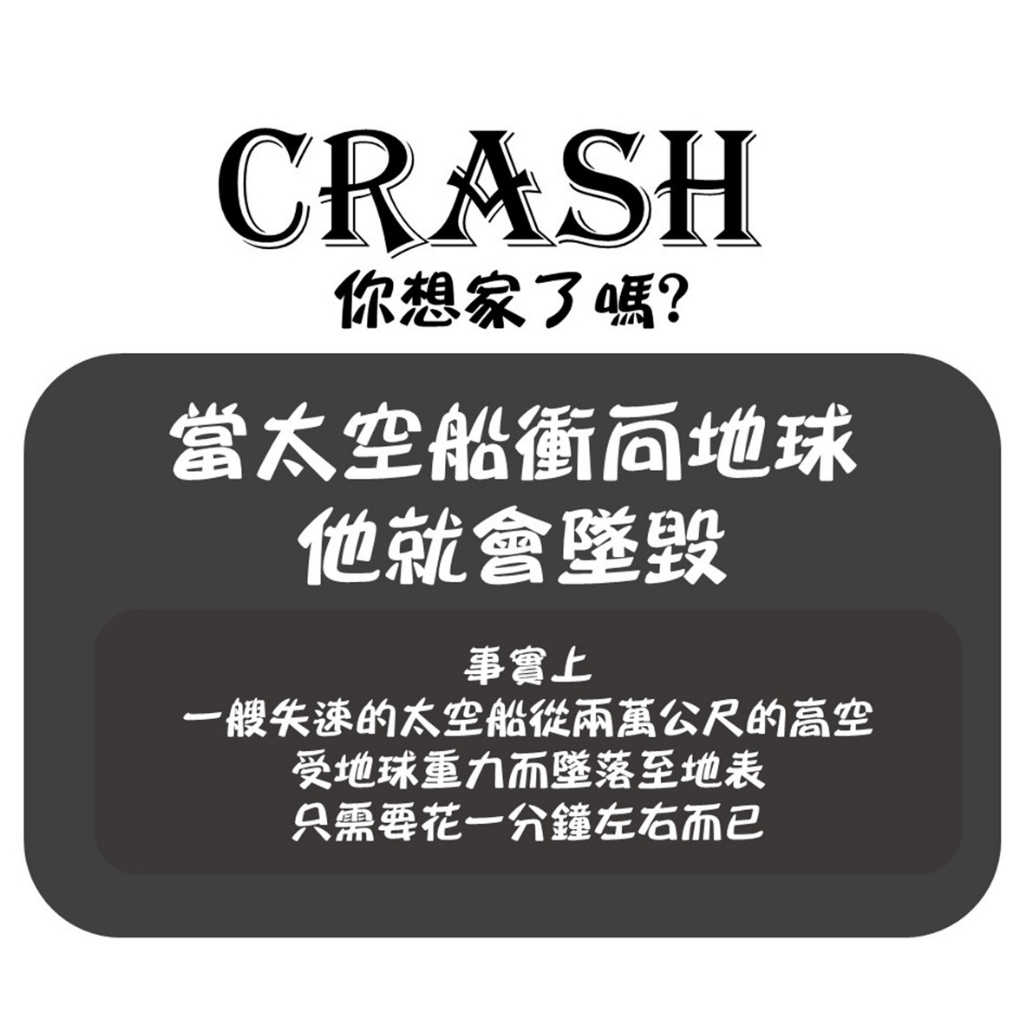 CRASH
你想家了嗎?
當太空船衝向地球
他就會墜毀
事實上
一艘失速的太空船從兩萬公尺的高空
受地球重力而墜落至地表
只需要花一分鐘左右而已